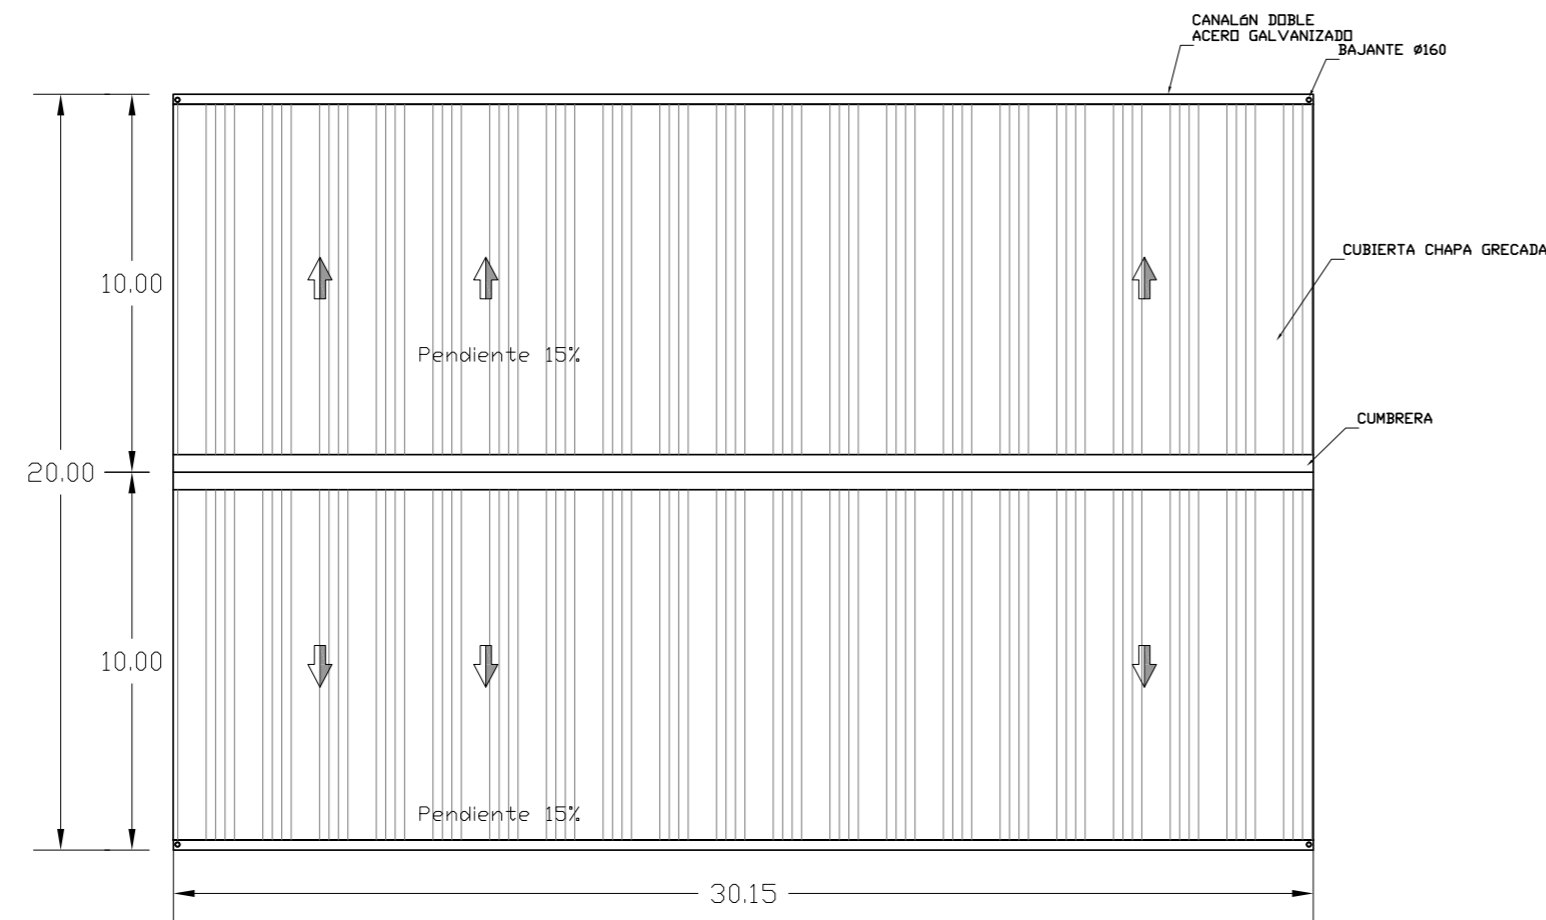 CANALóN DOBLE
ACERO GALVANIZADO
BAJANTE ø160
10.00
CUBIERTA CHAPA GRECADA
Pendiente 15%
CUMBRERA
20.00
10.00
Pendiente 15%
30.15